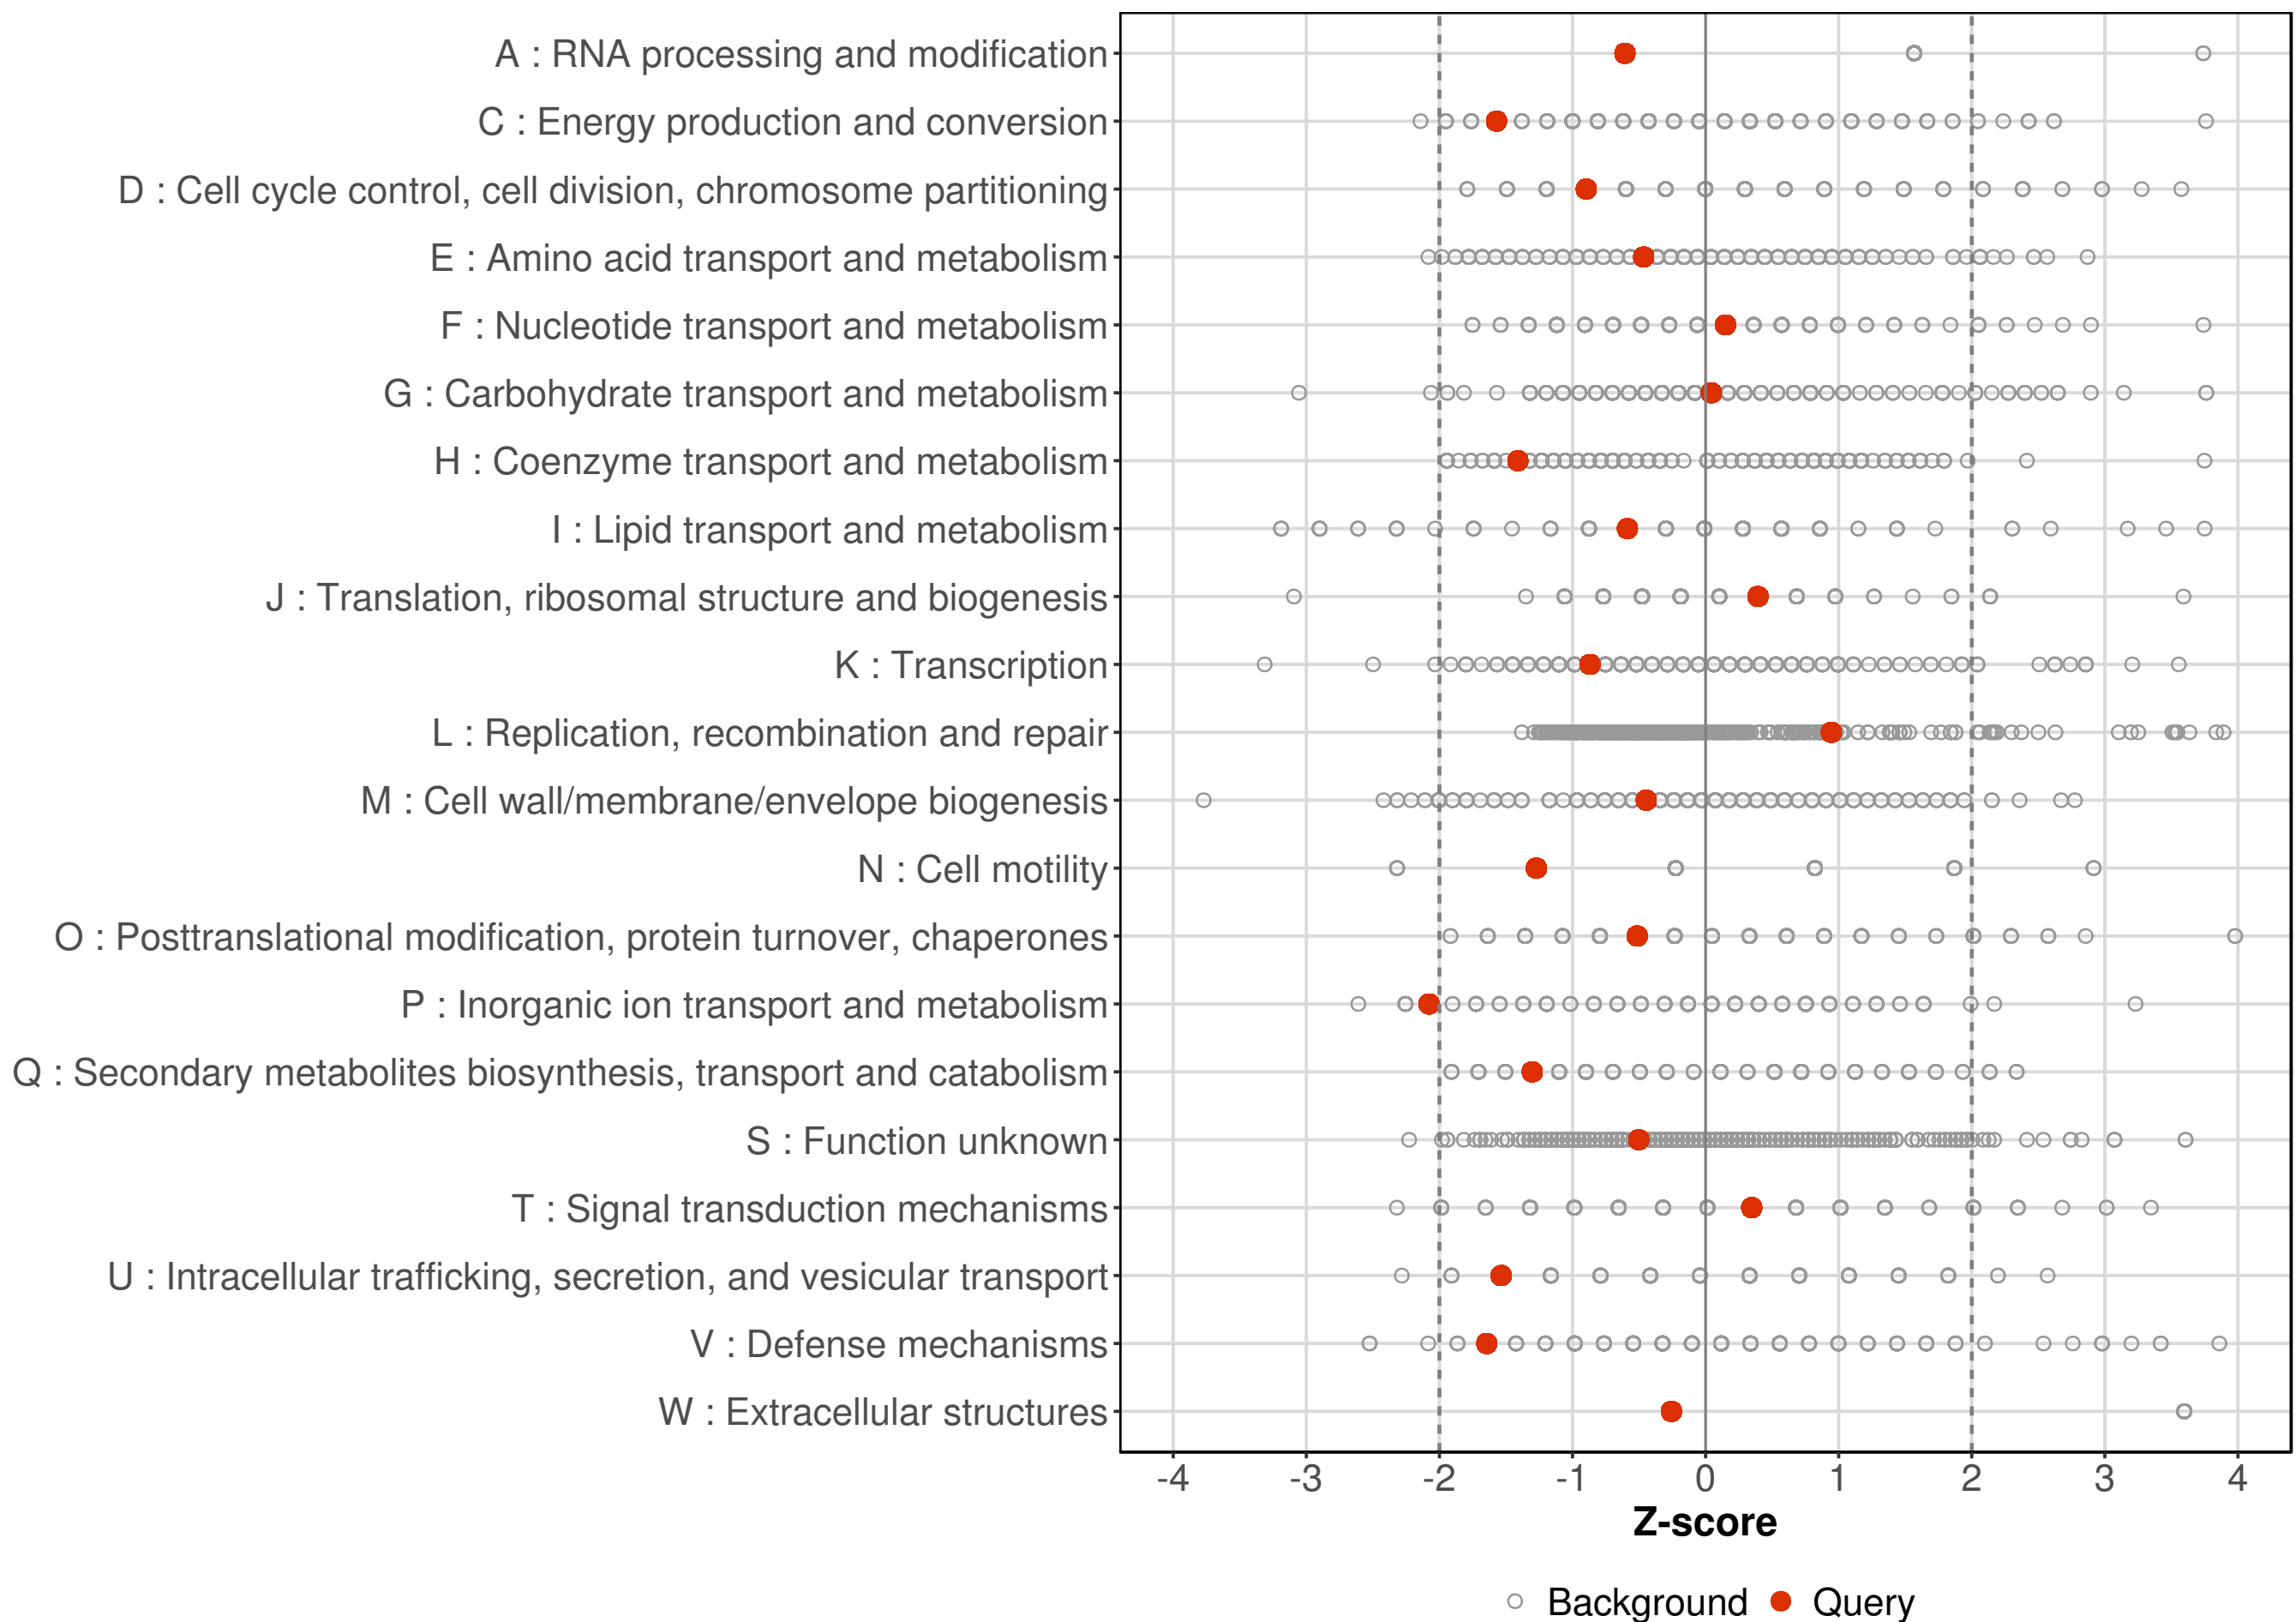 A : RNA processing and modification
C : Energy production and conversion
D : Cell cycle control, cell division, chromosome partitioning
E : Amino acid transport and metabolism
F : Nucleotide transport and metabolism
G : Carbohydrate transport and metabolism
H : Coenzyme transport and metabolism
I : Lipid transport and metabolism
J : Translation, ribosomal structure and biogenesis
K : Transcription
L : Replication, recombination and repair
M : Cell wall/membrane/envelope biogenesis
N : Cell motility
O : Posttranslational modification, protein turnover, chaperones
P : Inorganic ion transport and metabolism
Q : Secondary metabolites biosynthesis, transport and catabolism
S : Function unknown
T : Signal transduction mechanisms
U : Intracellular trafficking, secretion, and vesicular transport
V : Defense mechanisms
W : Extracellular structures
-4 -3 -2 -1 0 1 2 3 4
Z-score
Background Query